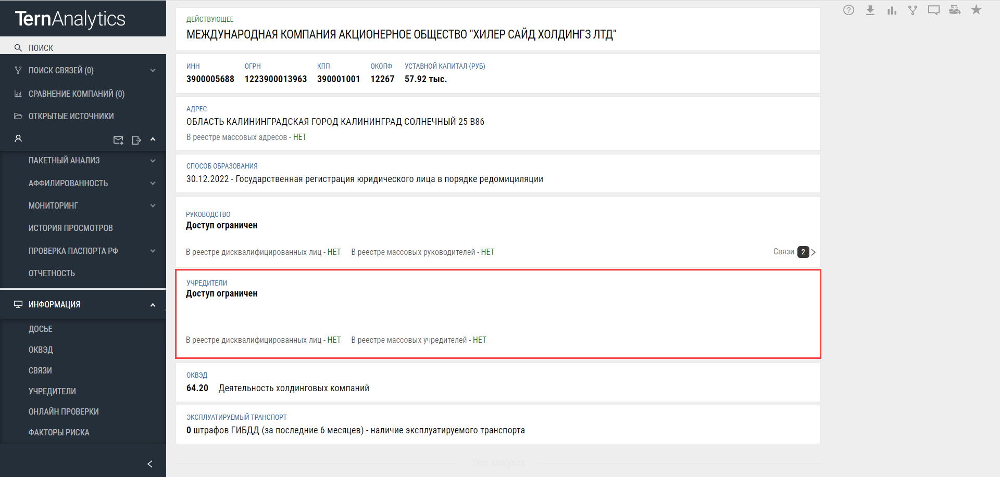 TernAnalytics
ПОИСК
ПОИСК СВЯЗЕЙ (0)
СРАВНЕНИЕ КОМПАНИЙ (0)
ОТКРЫТЫЕ ИСТОЧНИКИ
ПАКЕТНЫЙ АНАЛИЗ
АФФИЛИРОВАННОСТЬ
МОНИТОРИНГ
ИСТОРИЯ ПРОСМОТРОВ
ПРОВЕРКА ПАСПОРТА РФ
ОТЧЕТНОСТЬ
ИНФОРМАЦИЯ
ДОСЬЕ
ОКВЭД
СВЯЗИ
УЧРЕДИТЕЛИ
ОНЛАЙН ПРОВЕРКИ
ФАКТОРЫ РИСКА
ДЕЙСТВУЮЩЕЕ
МЕЖДУНАРОДНАЯ КОМПАНИЯ АКЦИОНЕРНОЕ ОБЩЕСТВО "ХИЛЕР САЙД ХОЛДИНГЗ ЛТД"
ИНН ОГРН КПП ОКОПФ УСТАВНОЙ КАПИТАЛ (РУБ)
3900005688 1223900013963 390001001 12267 57.92 тыс.
АДРЕС
ОБЛАСТЬ КАЛИНИНГРАДСКАЯ ГОРОД КАЛИНИНГРАД СОЛНЕЧНЫЙ 25 В86
В реестре массовых адресов - НЕТ
СПОСОБ ОБРАЗОВАНИЯ
30.12.2022 - Государственная регистрация юридического лица в порядке редомициляции
РУКОВОДСТВО
Доступ ограничен
В реестре дисквалифицированных лиц - НЕТ В реестре массовых руководителей - НЕТ Связи 2
УЧРЕДИТЕЛИ
Доступ ограничен
В реестре дисквалифицированных лиц - НЕТ В реестре массовых учредителей - НЕТ
ОКВЭД
64.20 Деятельность холдинговых компаний
ЭКСПЛУАТИРУЕМЫЙ ТРАНСПОРТ
0 штрафов ГИБДД (за последние 6 месяцев) - наличие эксплуатируемого транспорта
Tern Analytics